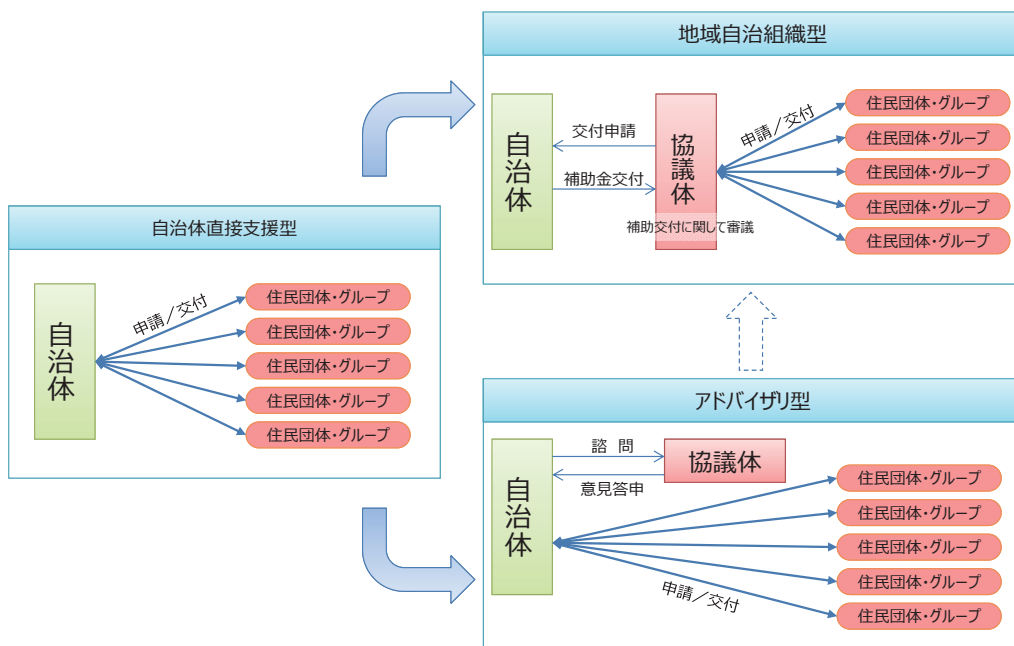 自治体直接支援型
自治体
申請／交付
住民団体・グループ
住民団体・グループ
住民団体・グループ
住民団体・グループ
住民団体・グループ
地域自治組織型
自治体
交付申請
補助金交付
協議体
補助交付に関して審議
申請／交付
住民団体・グループ
住民団体・グループ
住民団体・グループ
住民団体・グループ
住民団体・グループ
アドバイザリ型
自治体
諮 問
意見答申
協議体
申請／交付
住民団体・グループ
住民団体・グループ
住民団体・グループ
住民団体・グループ
住民団体・グループ